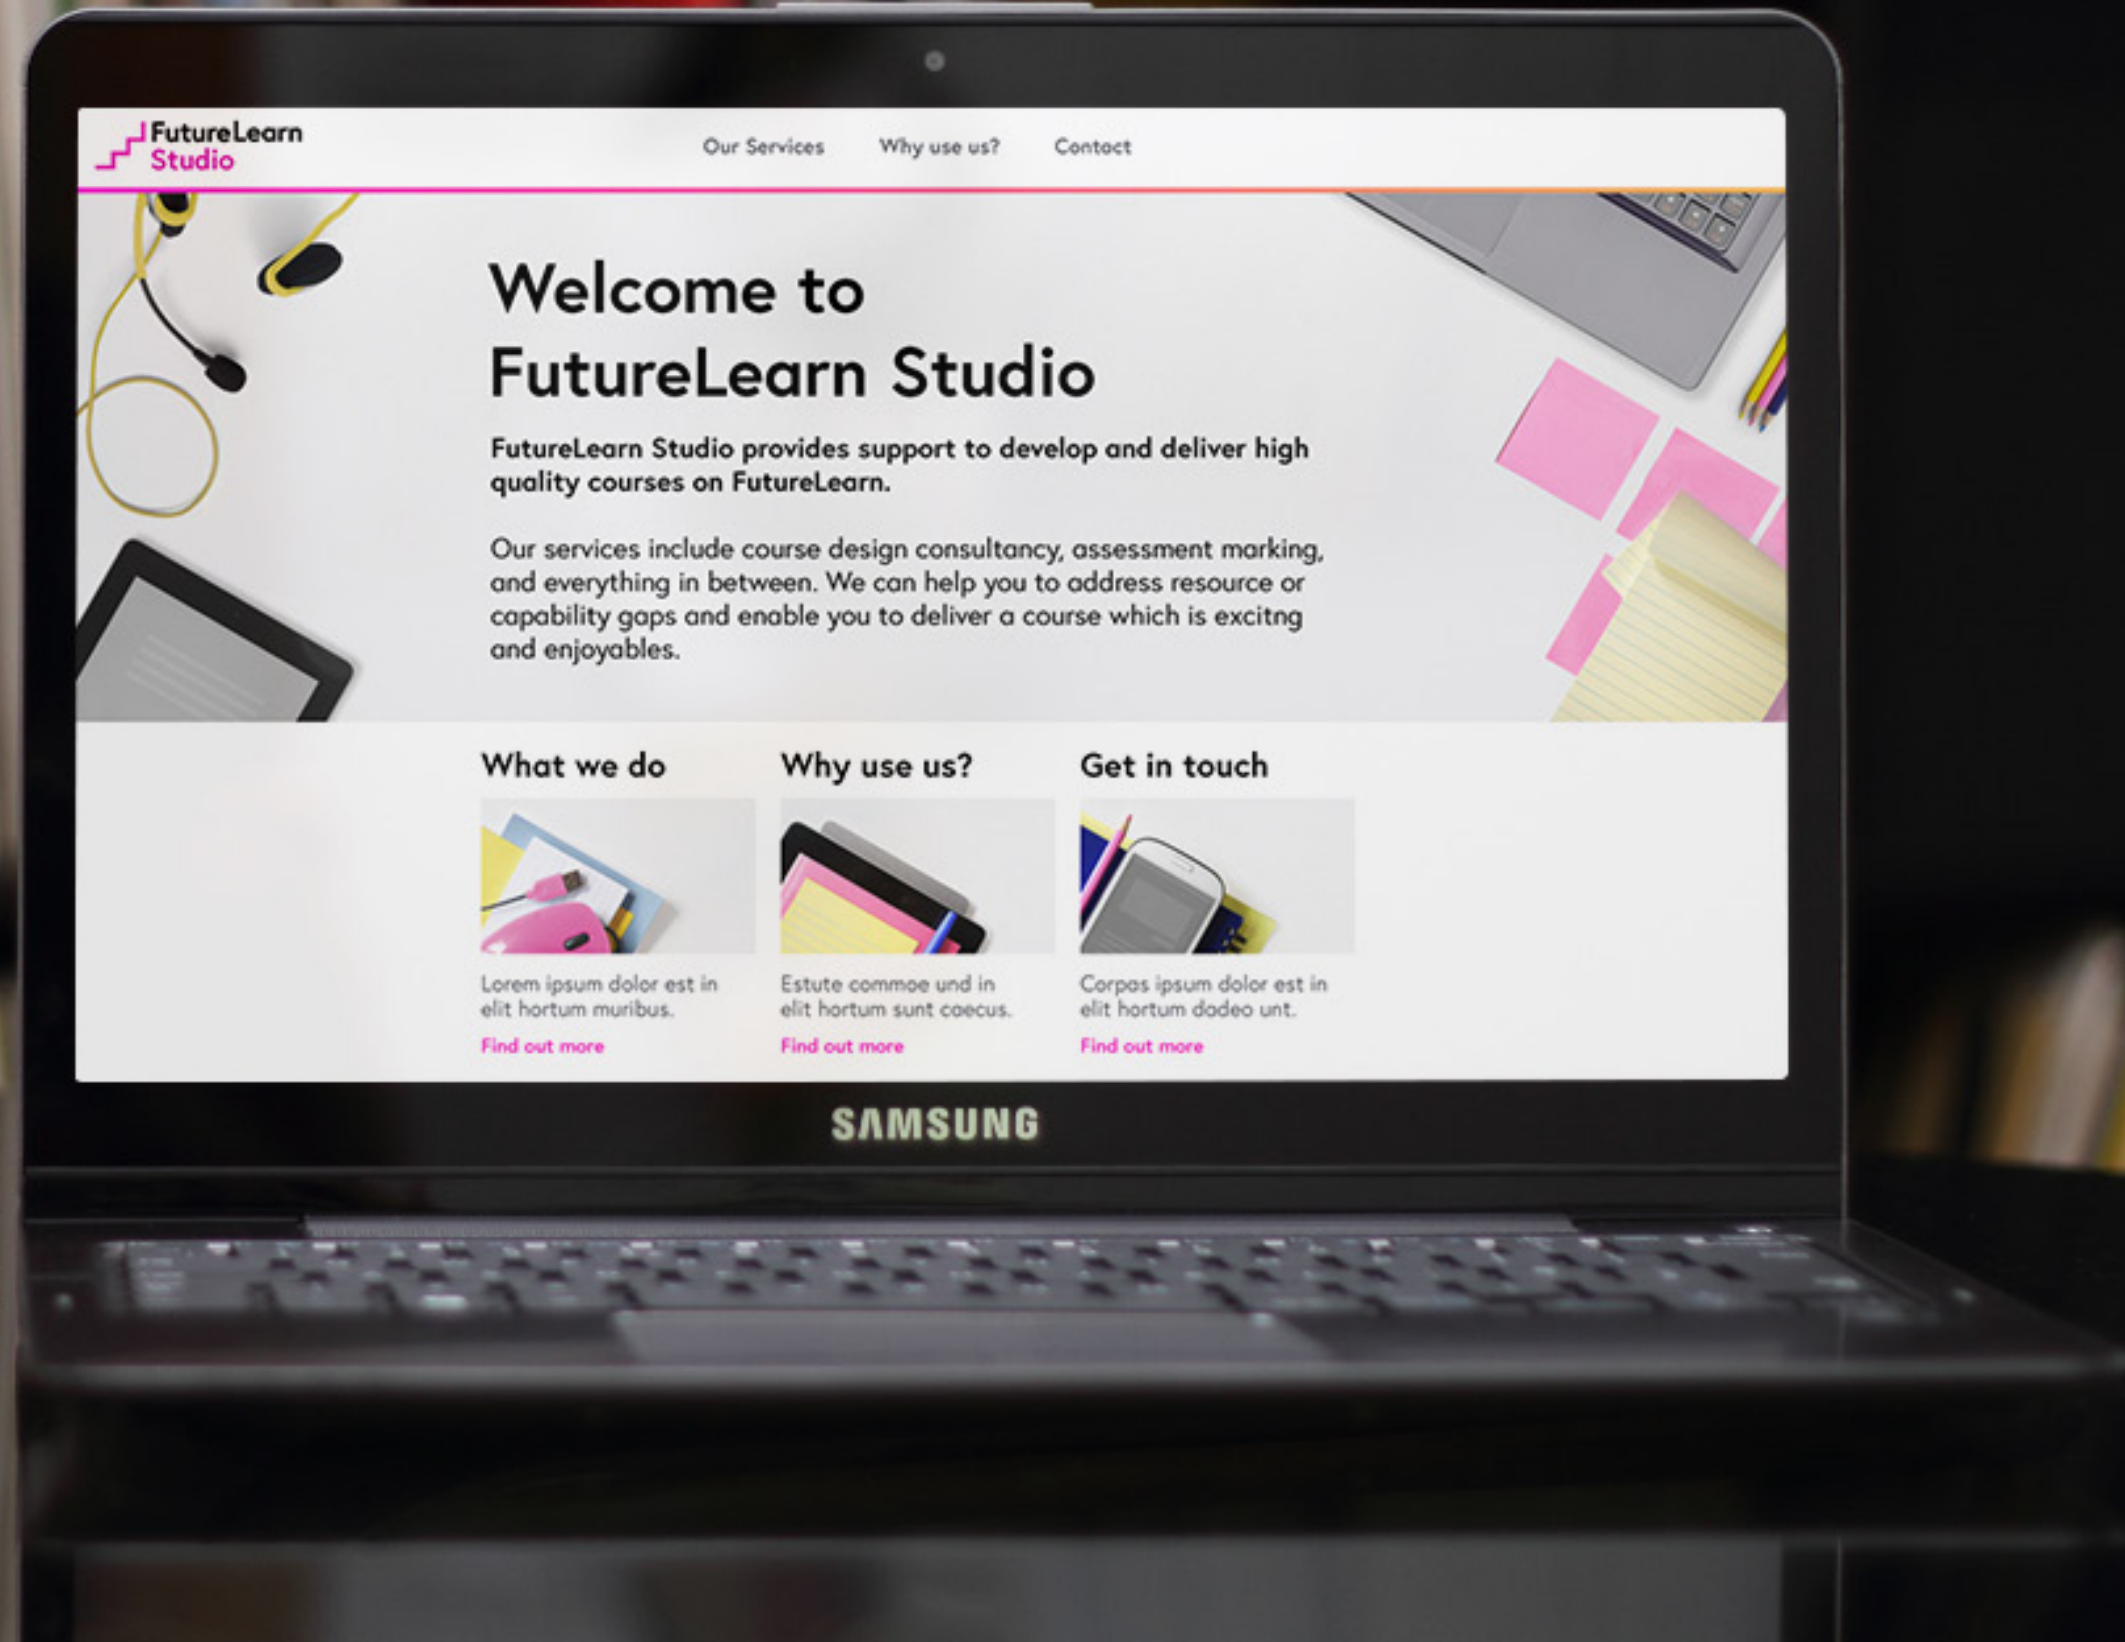 FutureLearn
Studio
Our Services
Why use us?
Contact
Welcome to
FutureLearn Studio
FutureLearn Studio provides support to develop and deliver high
quality courses on FutureLearn.
Our services include course design consultancy, assessment marking,
and everything in between. We can help you to address resource or
capability gaps and enable you to deliver a course which is excitng
and enjoyables.
What we do
Lorem ipsum dolor est in
elit hortum muribus.
Find out more
Why use us?
Estute commoe und in
elit hortum sunt caecus.
Find out more
Get in touch
Corpas ipsum dolor est in
elit hortum dadeo unt.
Find out more
SAMSUNG